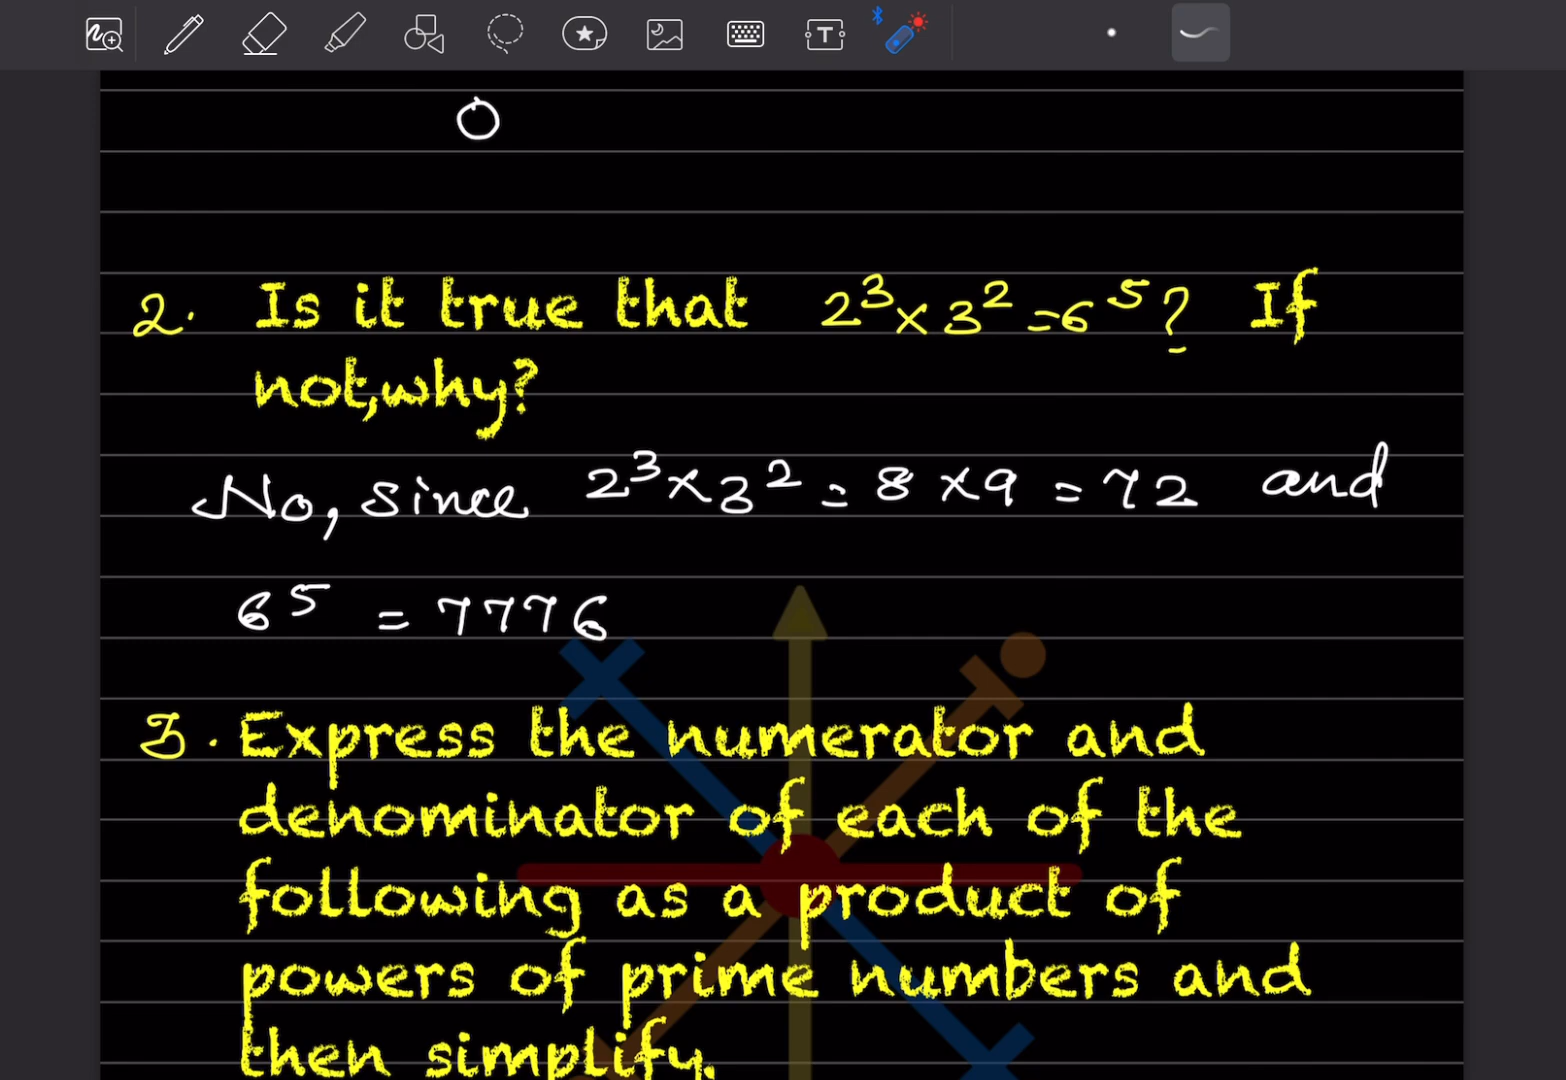 0
2. Is it true that 2³×3²=6⁵? If
not,why?
No, since 2³×3² = 8×9 = 72 and
6⁵ = 7776
3. Express the numerator and
denominator of each of the
following as a product of
powers of prime numbers and
then simplify.